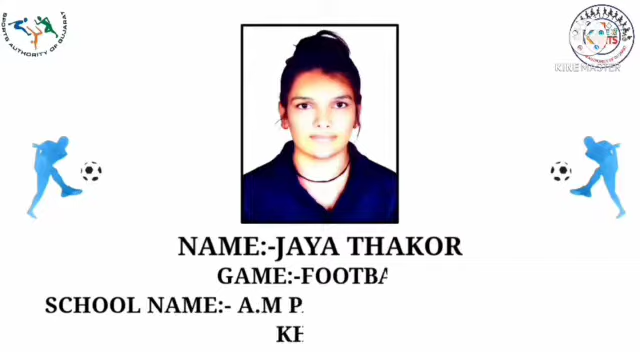 SPORTS AUTHORITY OF GUJARAT
KINEMASTER
NAME:-JAYA THAKOR
GAME:-FOOTBA
SCHOOL NAME:- A.M P
KH